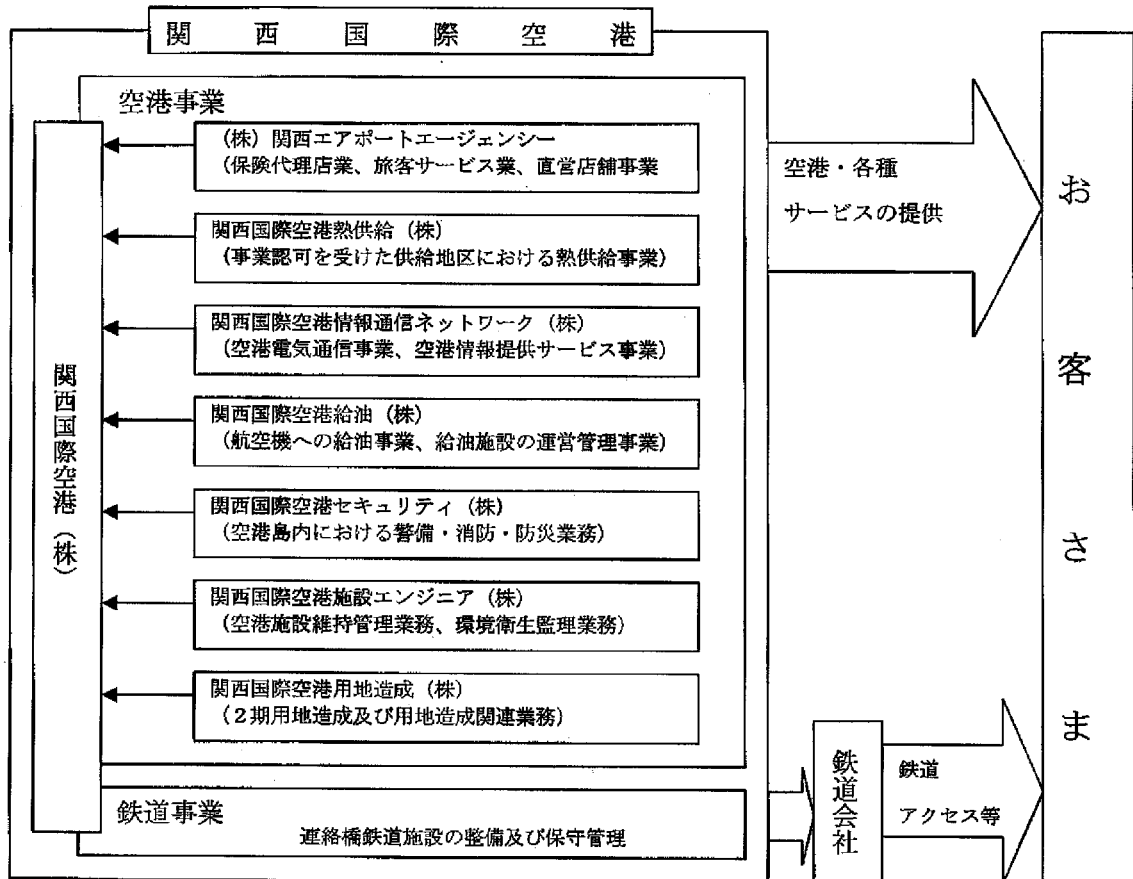 関西国際空港
空港事業
(株)関西エアポートエージェンシー
(保険代理店業、旅客サービス業、直営店舗事業
関西国際空港熱供給(株)
(事業認可を受けた供給地区における熱供給事業)
関西国際空港情報通信ネットワーク(株)
(空港電気通信事業、空港情報提供サービス事業)
関西国際空港給油(株)
(航空機への給油事業、給油施設の運営管理事業)
関西国際空港セキュリティ(株)
(空港島内における警備・消防・防災業務)
関西国際空港施設エンジニア(株)
(空港施設維持管理業務、環境衛生監理業務)
関西国際空港用地造成(株)
(2期用地造成及び用地造成関連業務)
関西国際空港(株)
鉄道事業
連絡橋鉄道施設の整備及び保守管理
空港・各種
サービスの提供
鉄道会社
鉄道
アクセス等
お客さま